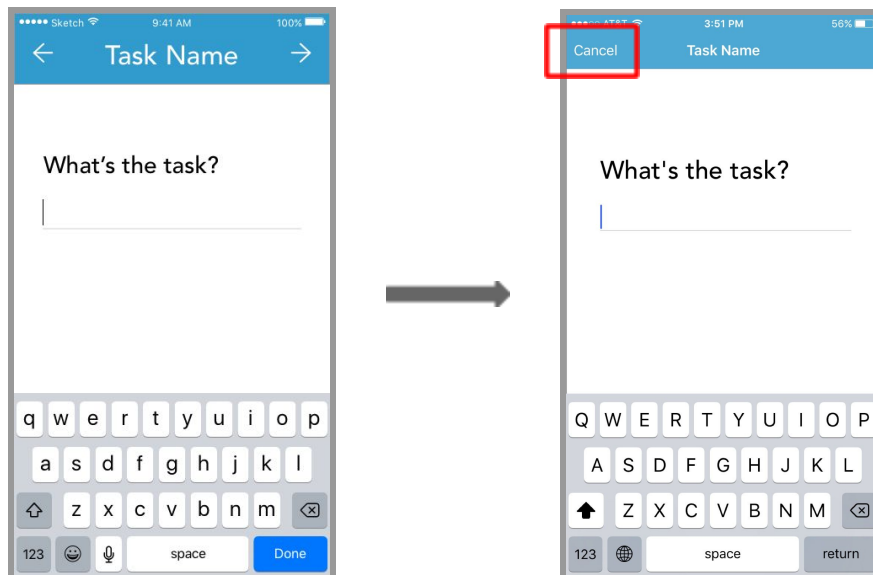 Sketch 9:41 AM 100%
Task Name
What's the task?
q w e r t y u i o p
a s d f g h j k l
z x c v b n m
123 space Done
AT&T 3:51 PM 56%
Cancel Task Name
What's the task?
Q W E R T Y U I O P
A S D F G H J K L
Z X C V B N M
123 space return